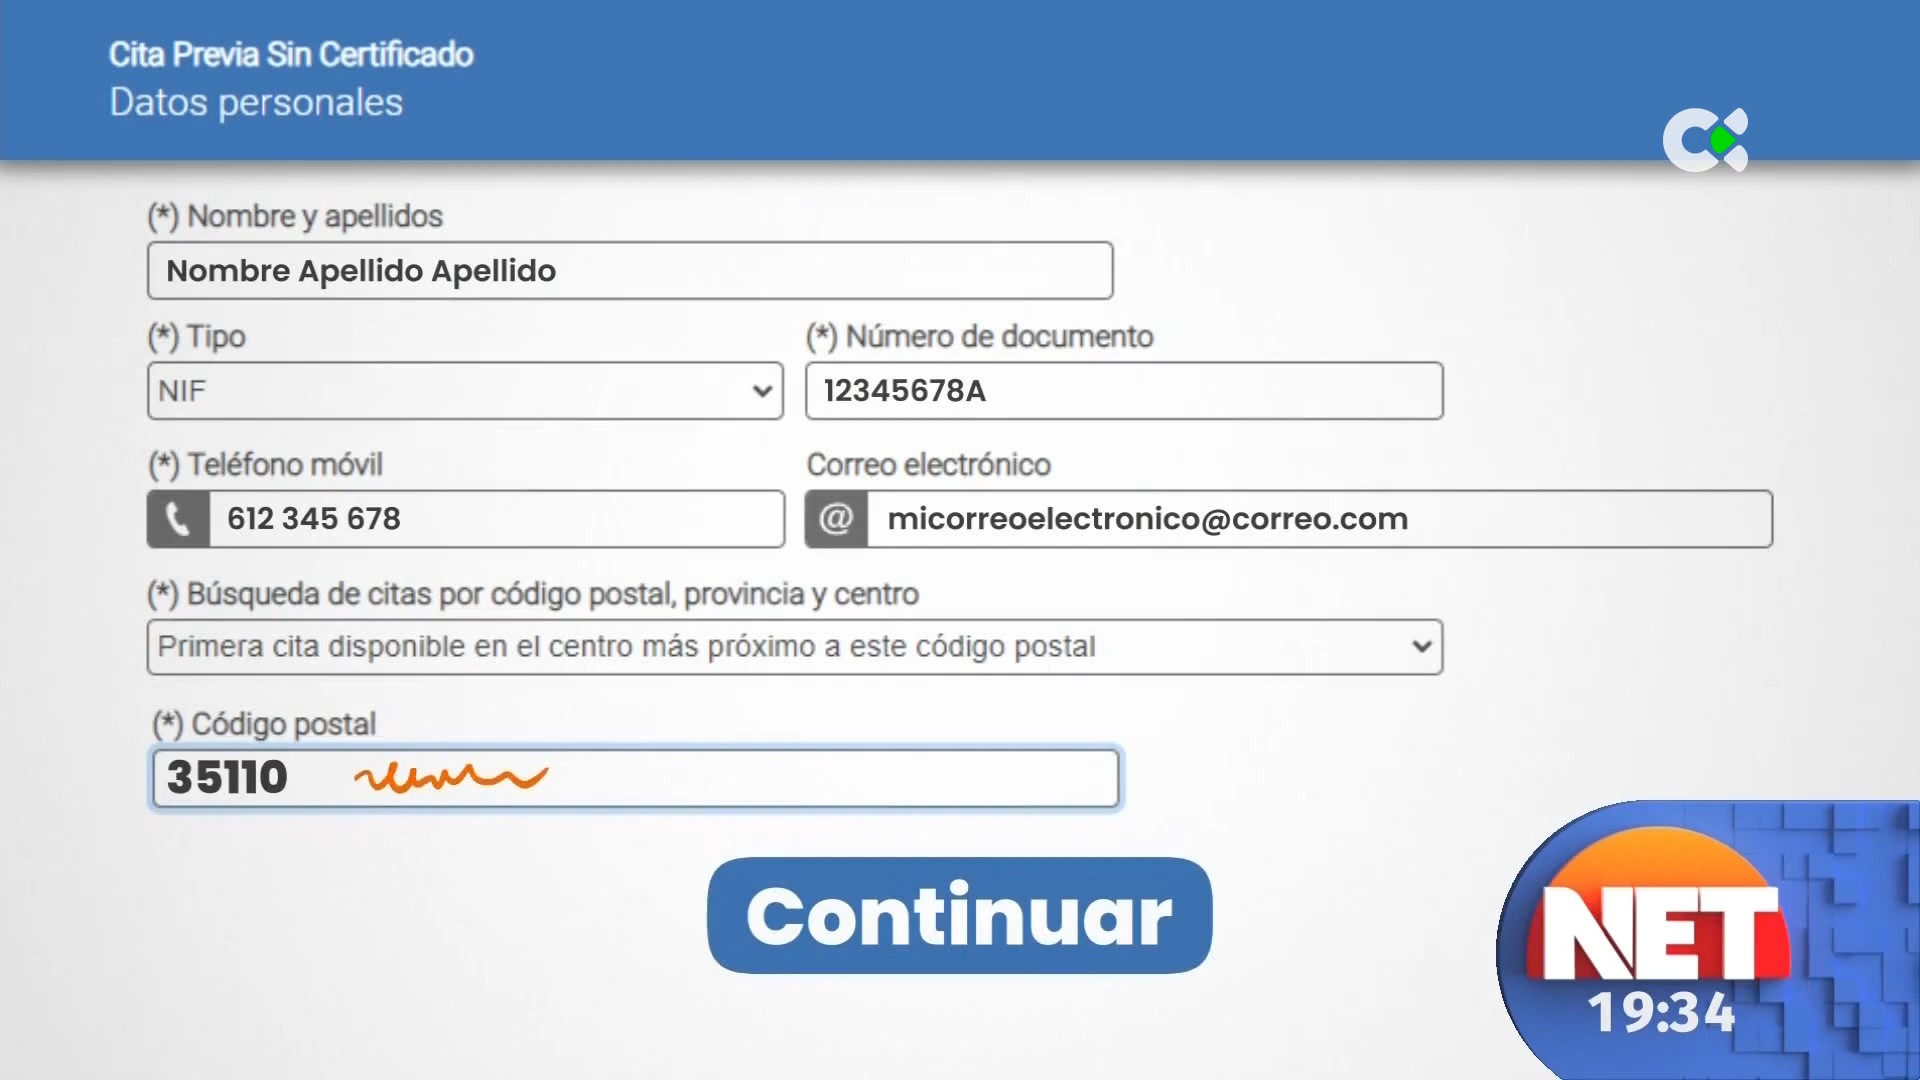 Cita Previa Sin Certificado
Datos personales
(*) Nombre y apellidos
Nombre Apellido Apellido
(*) Tipo
(*) Número de documento
NIF
12345678A
(*) Teléfono móvil
Correo electrónico
612 345 678
@ micorreoelectronico@correo.com
(*) Búsqueda de citas por código postal, provincia y centro
Primera cita disponible en el centro más próximo a este código postal
(*) Código postal
35110
Continuar
NET
19:34